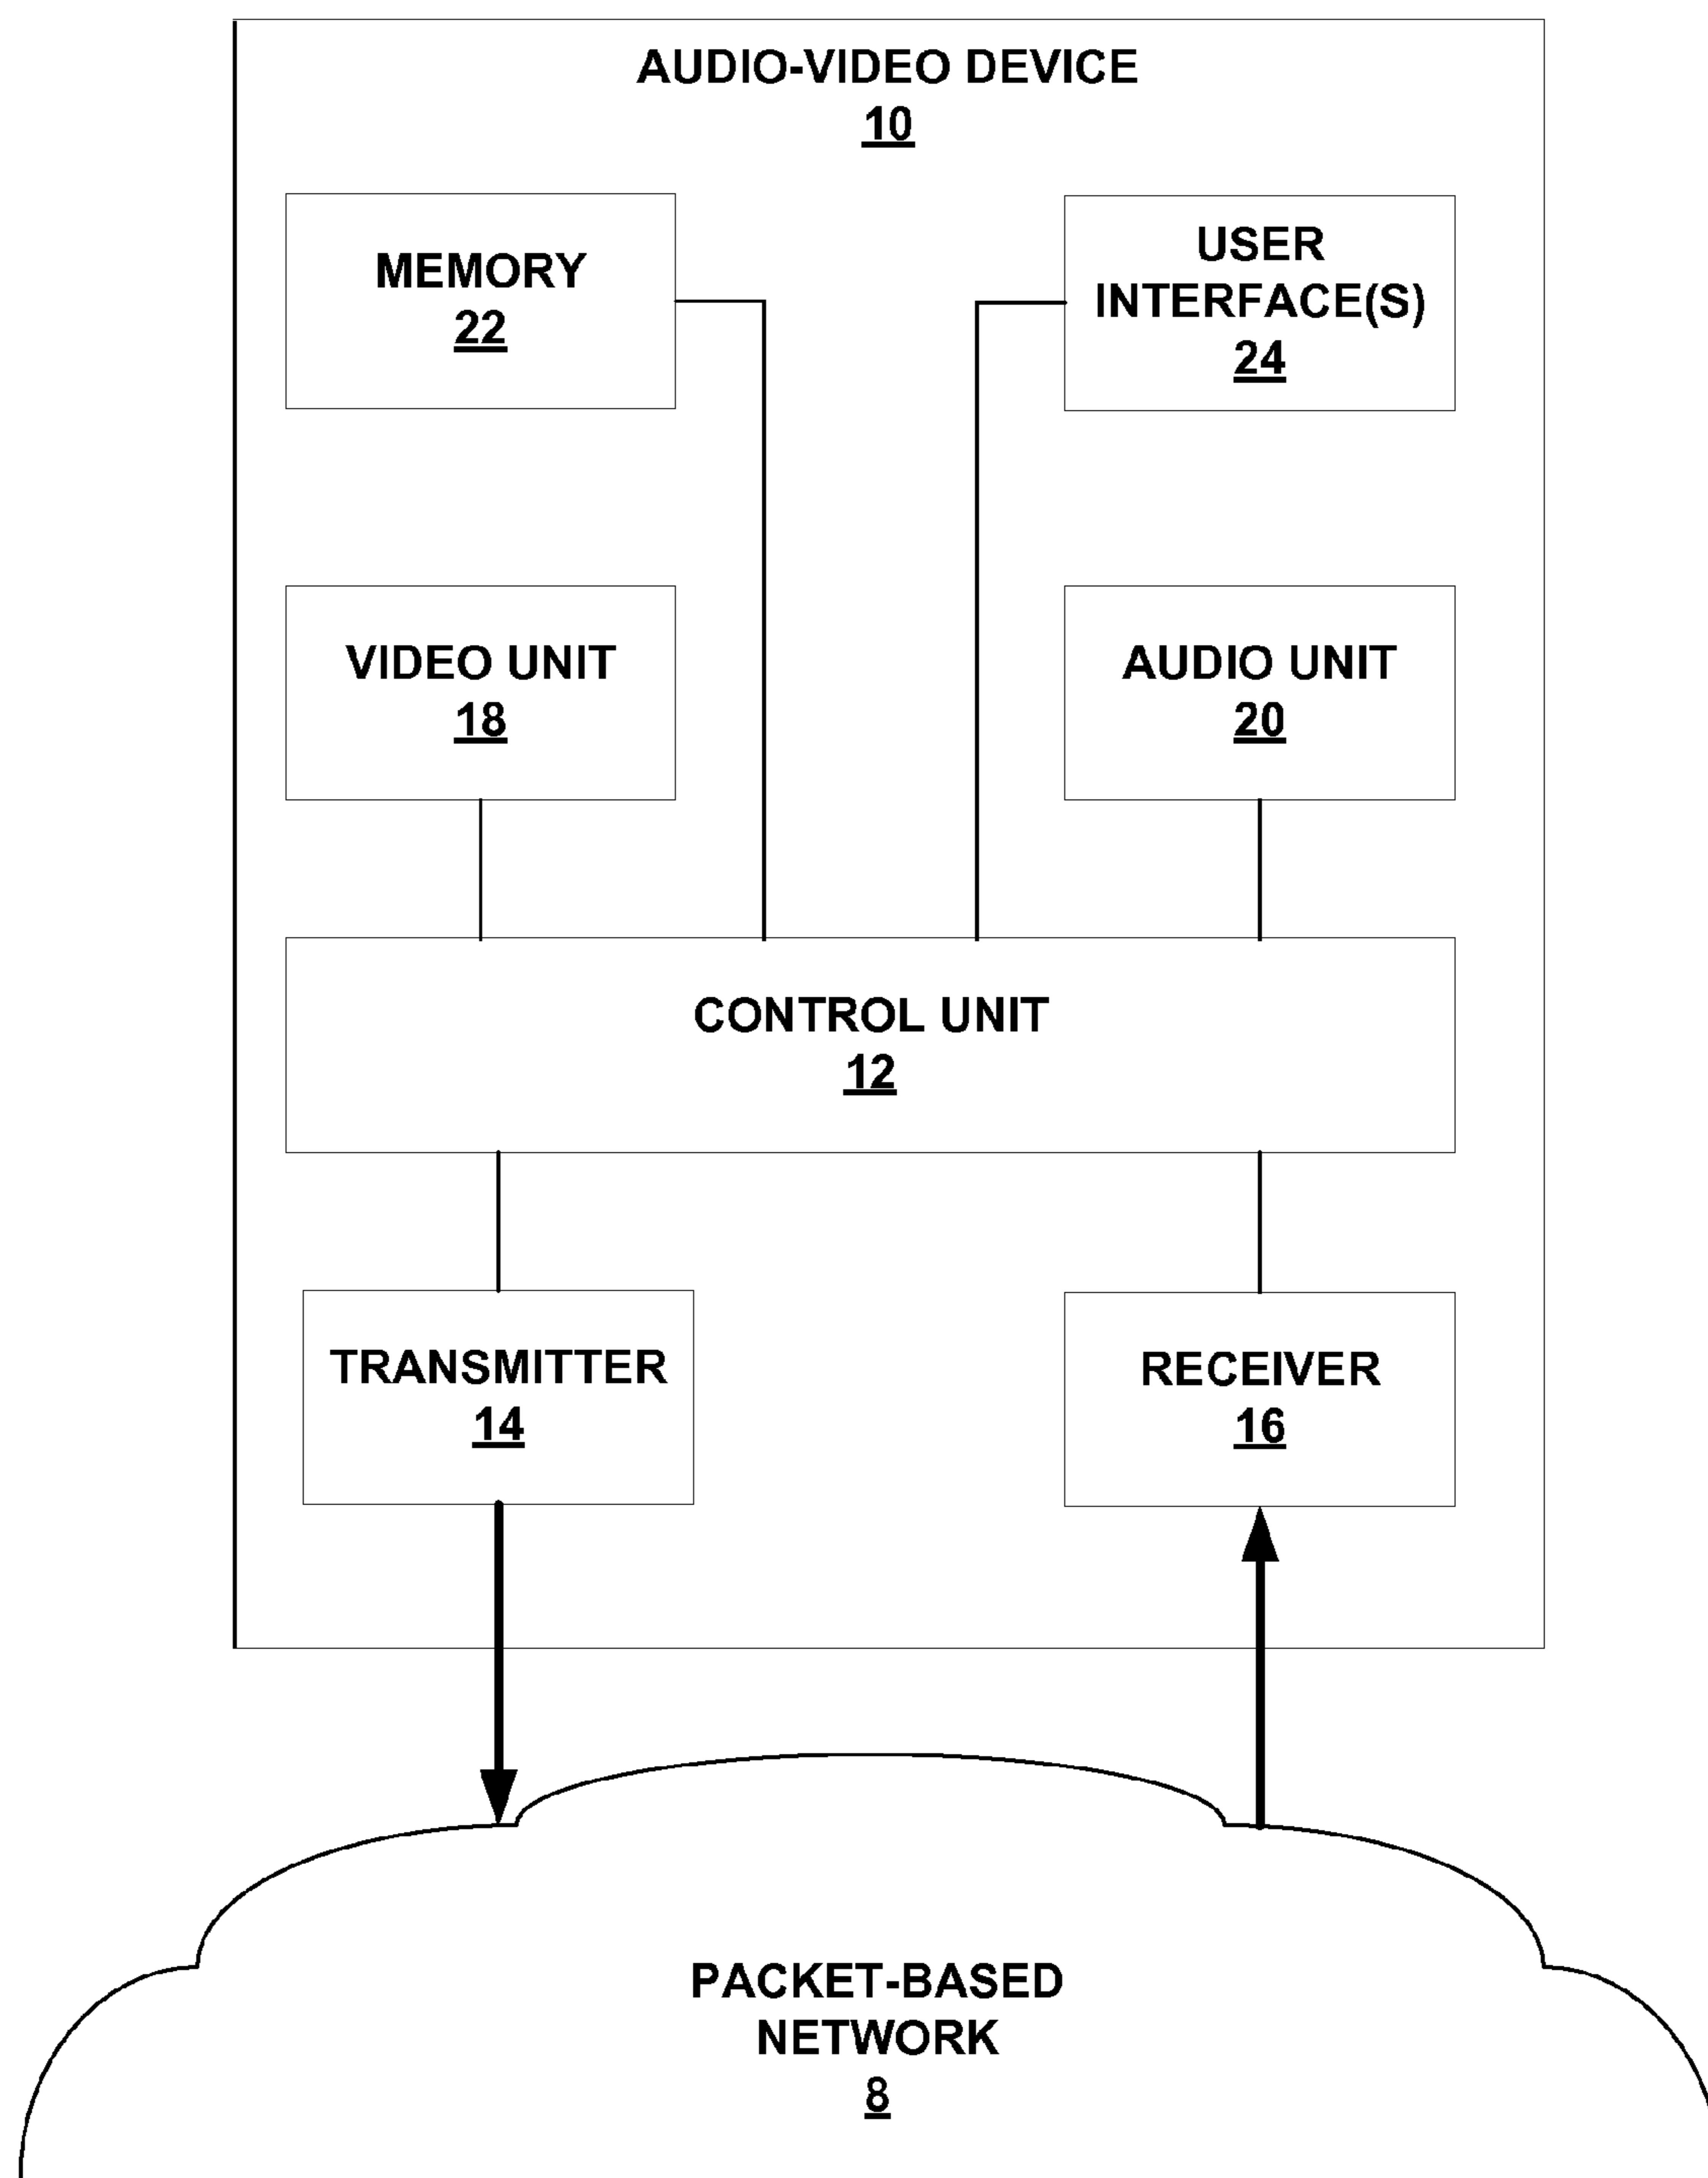 AUDIO-VIDEO DEVICE
10
MEMORY
22
USER
INTERFACE(S)
24
VIDEO UNIT
18
AUDIO UNIT
20
CONTROL UNIT
12
TRANSMITTER
14
RECEIVER
16
PACKET-BASED
NETWORK
8